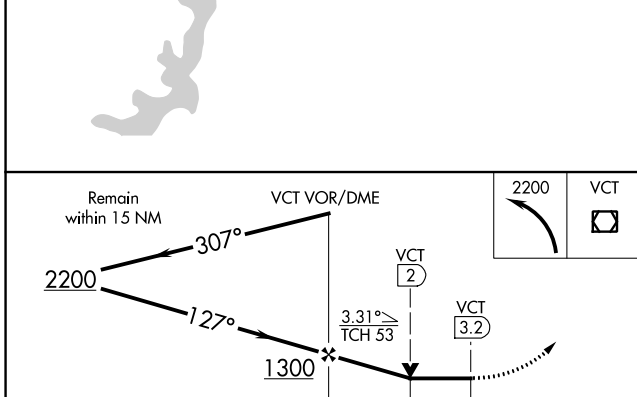 2200
VCT
Remain
within 15 NM
VCT VOR/DME
307°
2200
VCT
2
127°
3.31°
TCH 53
VCT
3.2
1300